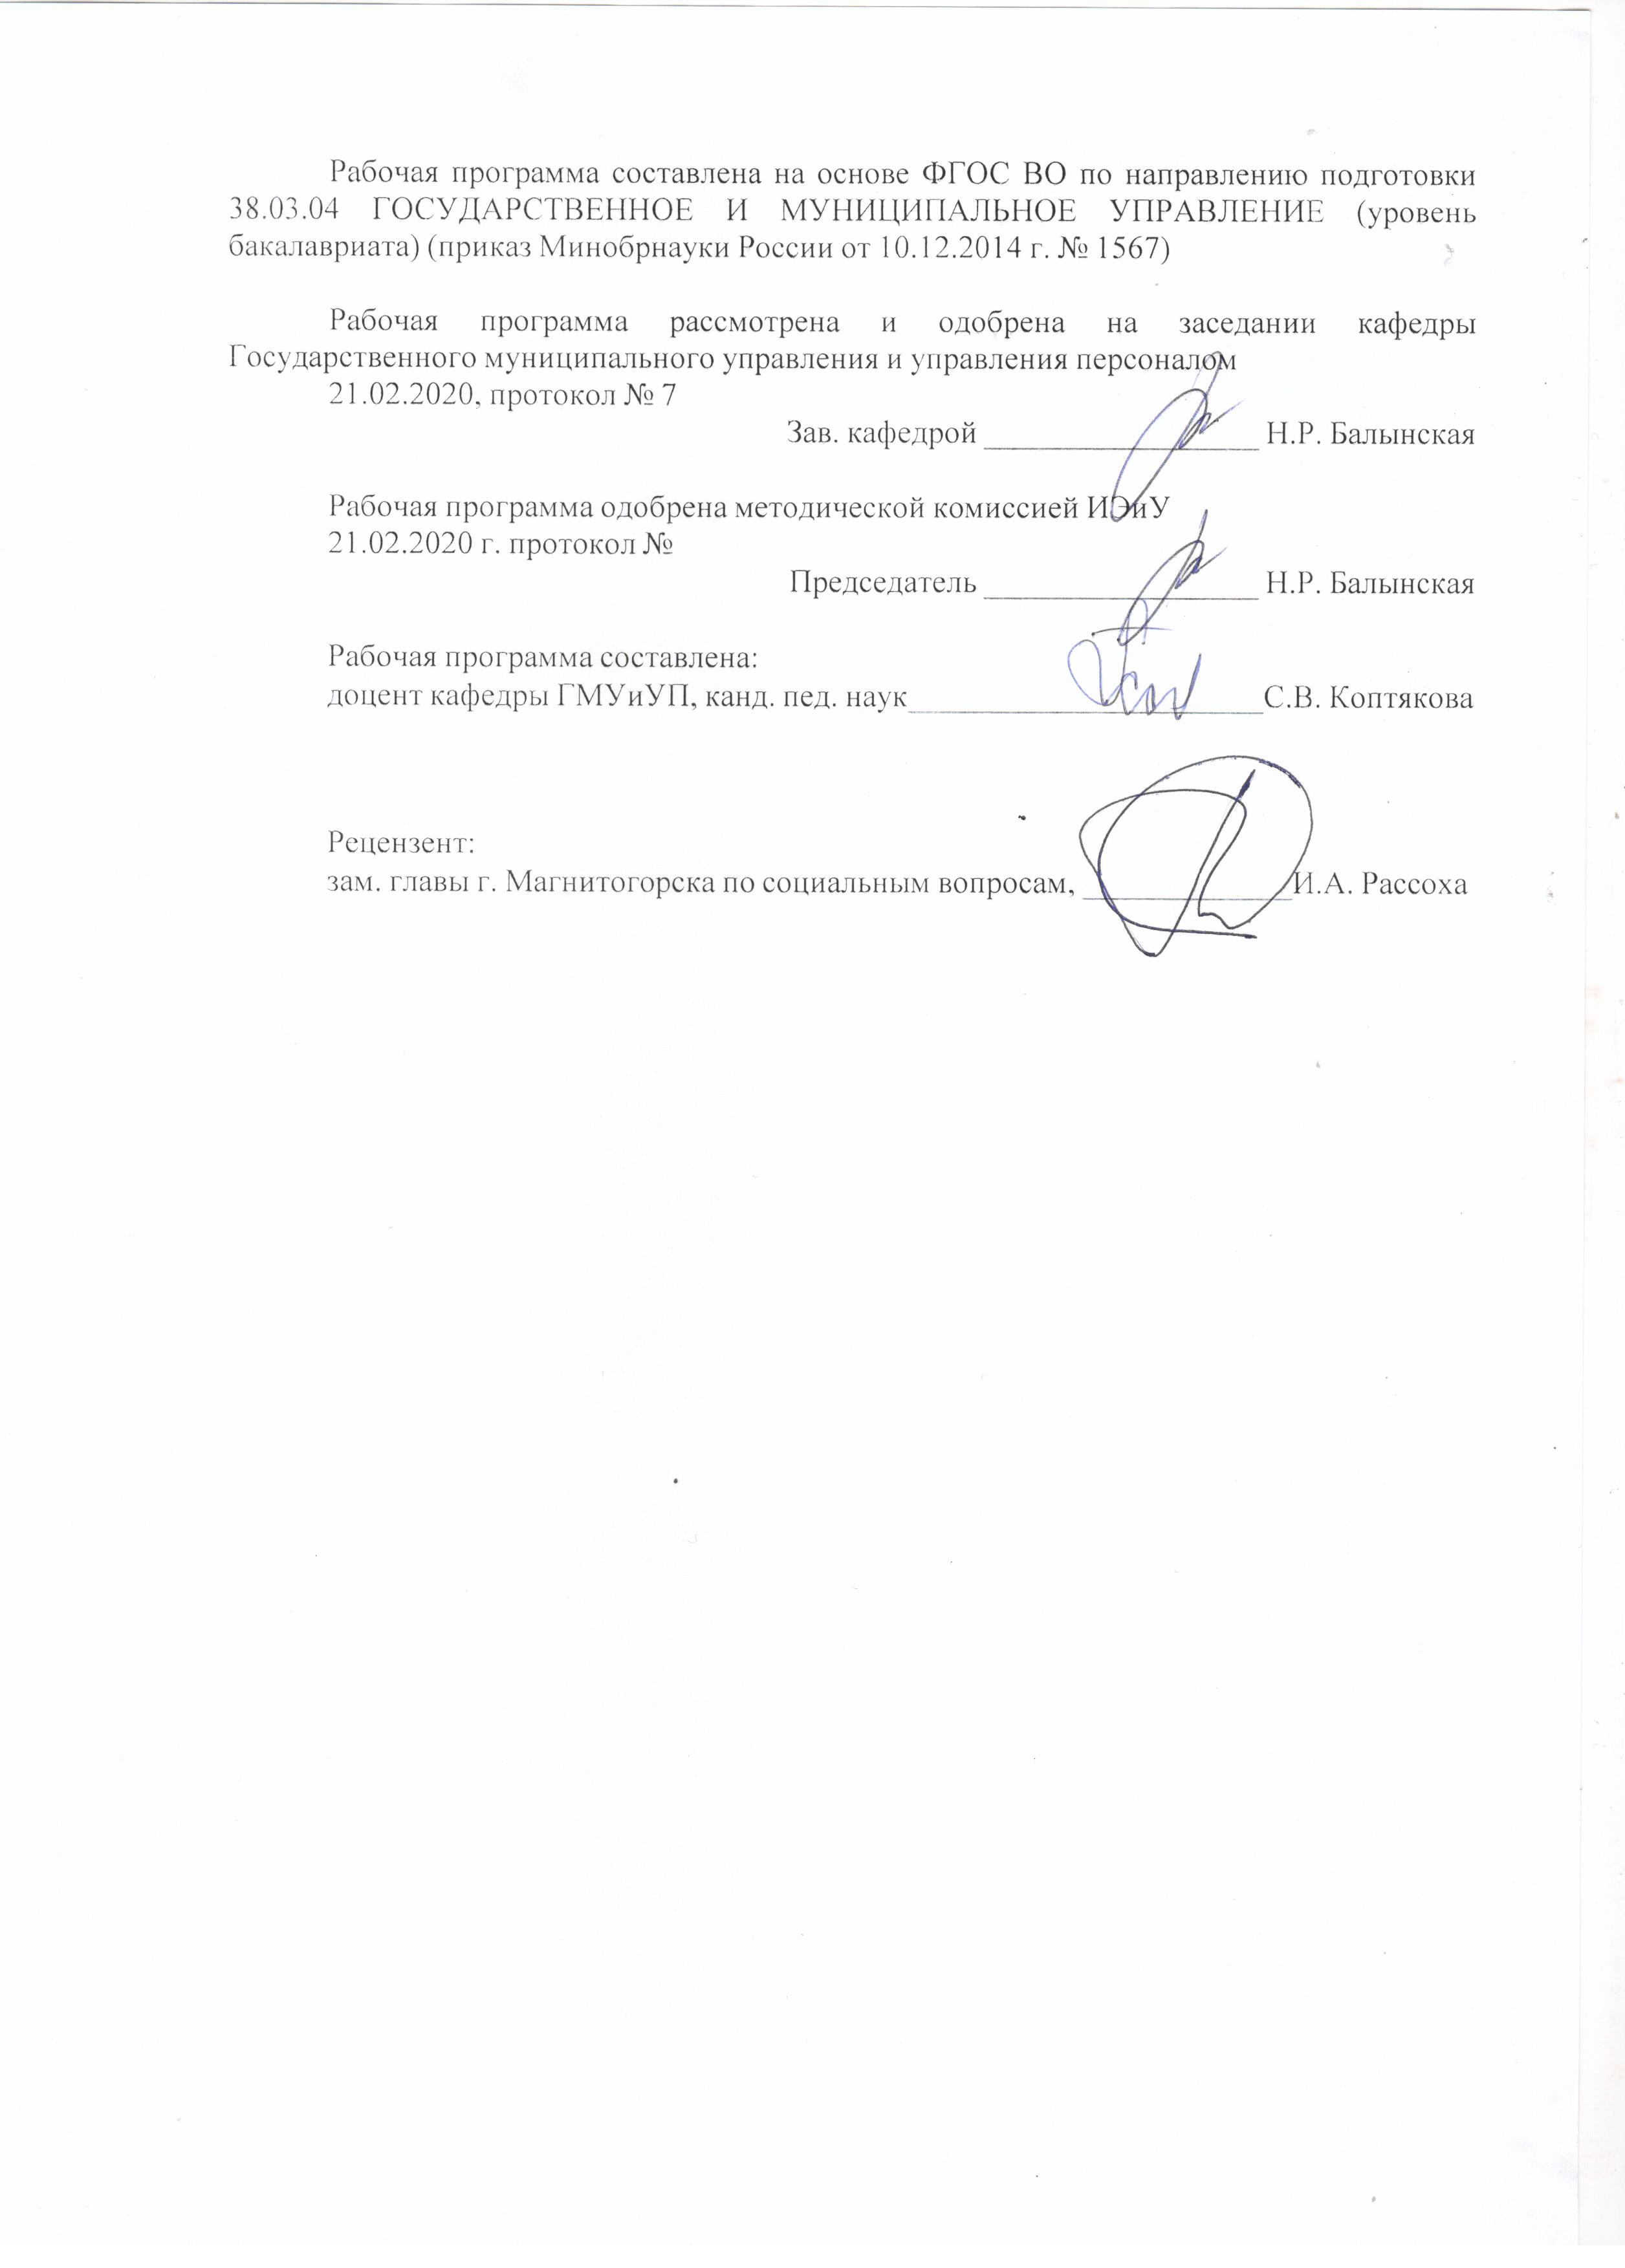 Рабочая программа составлена на основе ФГОС ВО по направлению подготовки
38.03.04 ГОСУДАРСТВЕННОЕ И МУНИЦИПАЛЬНОЕ УПРАВЛЕНИЕ (уровень
бакалавриата) (приказ Минобрнауки России от 10.12.2014 г. № 1567)
Рабочая программа рассмотрена и одобрена на заседании кафедры
Государственного муниципального управления и управления персоналом
21.02.2020, протокол № 7
Зав. кафедрой __________________ Н.Р. Балынская
Рабочая программа одобрена методической комиссией ИЭиУ
21.02.2020 г. протокол №
Председатель __________________ Н.Р. Балынская
Рабочая программа составлена:
доцент кафедры ГМУиУП, канд. пед. наук_______________________С.В. Коптякова
Рецензент:
зам. главы г. Магнитогорска по социальным вопросам, ______________И.А. Рассоха